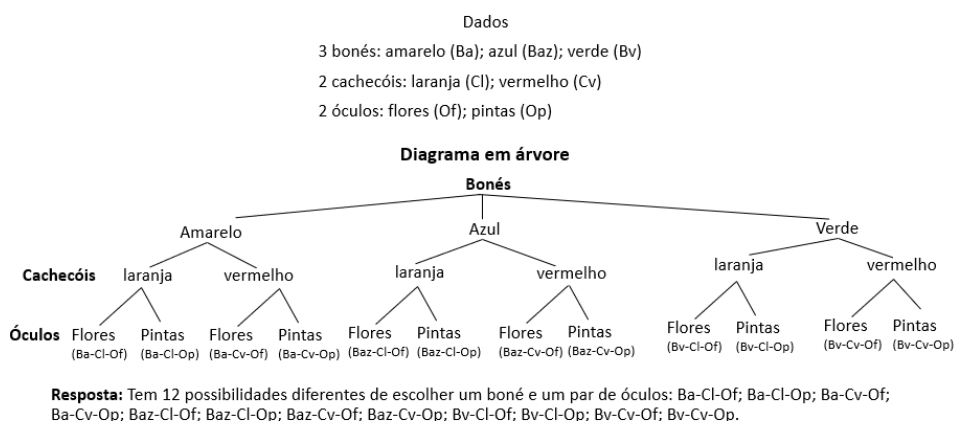 Dados
3 bonés: amarelo (Ba); azul (Baz); verde (Bv)
2 cachecóis: laranja (Cl); vermelho (Cv)
2 óculos: flores (Of); pintas (Op)
Diagrama em árvore
Bonés
Amarelo Azul Verde
Cachecóis laranja vermelho laranja vermelho laranja vermelho
Óculos Flores Pintas Flores Pintas Flores Pintas Flores Pintas Flores Pintas Flores Pintas
(Ba-Cl-Of) (Ba-Cl-Op) (Ba-Cv-Of) (Ba-Cv-Op) (Baz-Cl-Of) (Baz-Cl-Op) (Baz-Cv-Of) (Baz-Cv-Op) (Bv-Cl-Of) (Bv-Cl-Op) (Bv-Cv-Of) (Bv-Cv-Op)
Resposta: Tem 12 possibilidades diferentes de escolher um boné e um par de óculos: Ba-Cl-Of; Ba-Cl-Op; Ba-Cv-Of;
Ba-Cv-Op; Baz-Cl-Of; Baz-Cl-Op; Baz-Cv-Of; Baz-Cv-Op; Bv-Cl-Of; Bv-Cl-Op; Bv-Cv-Of; Bv-Cv-Op.